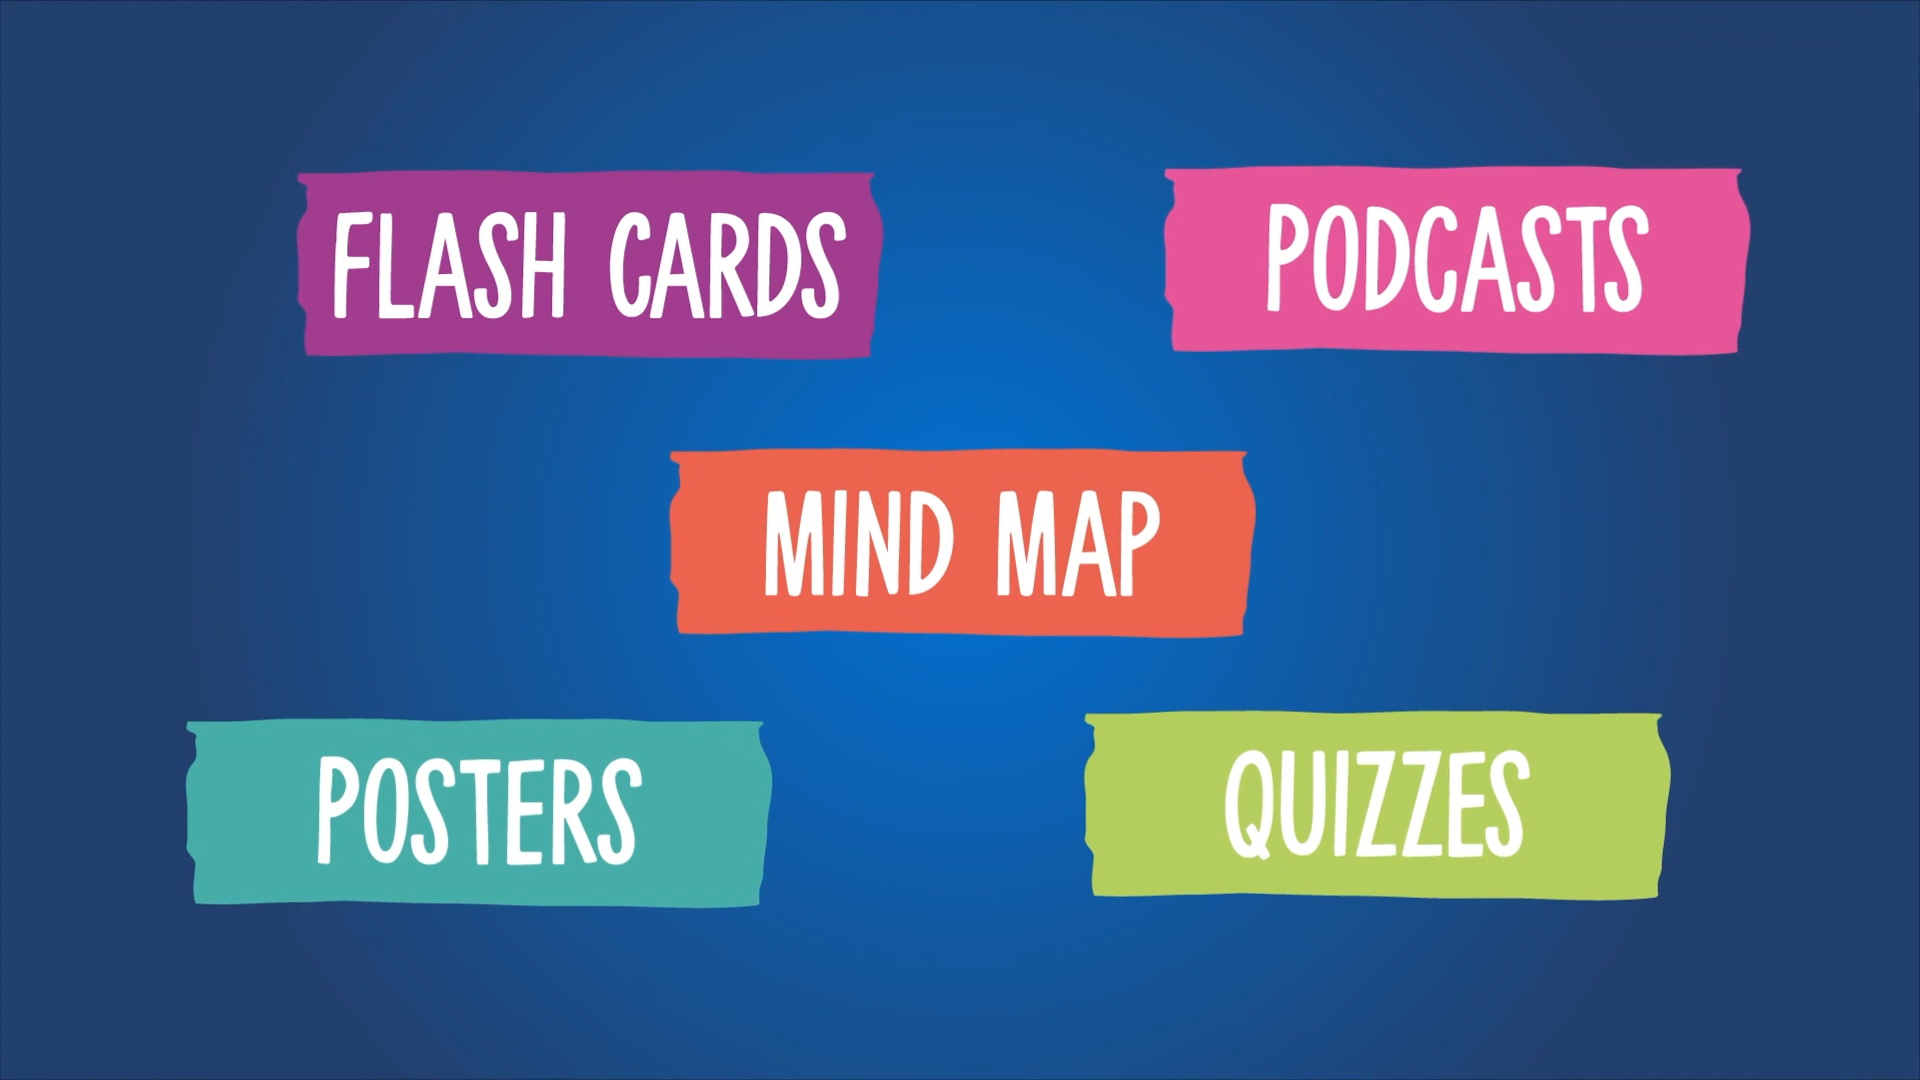 FLASH CARDS
PODCASTS
MIND MAP
POSTERS
QUIZZES